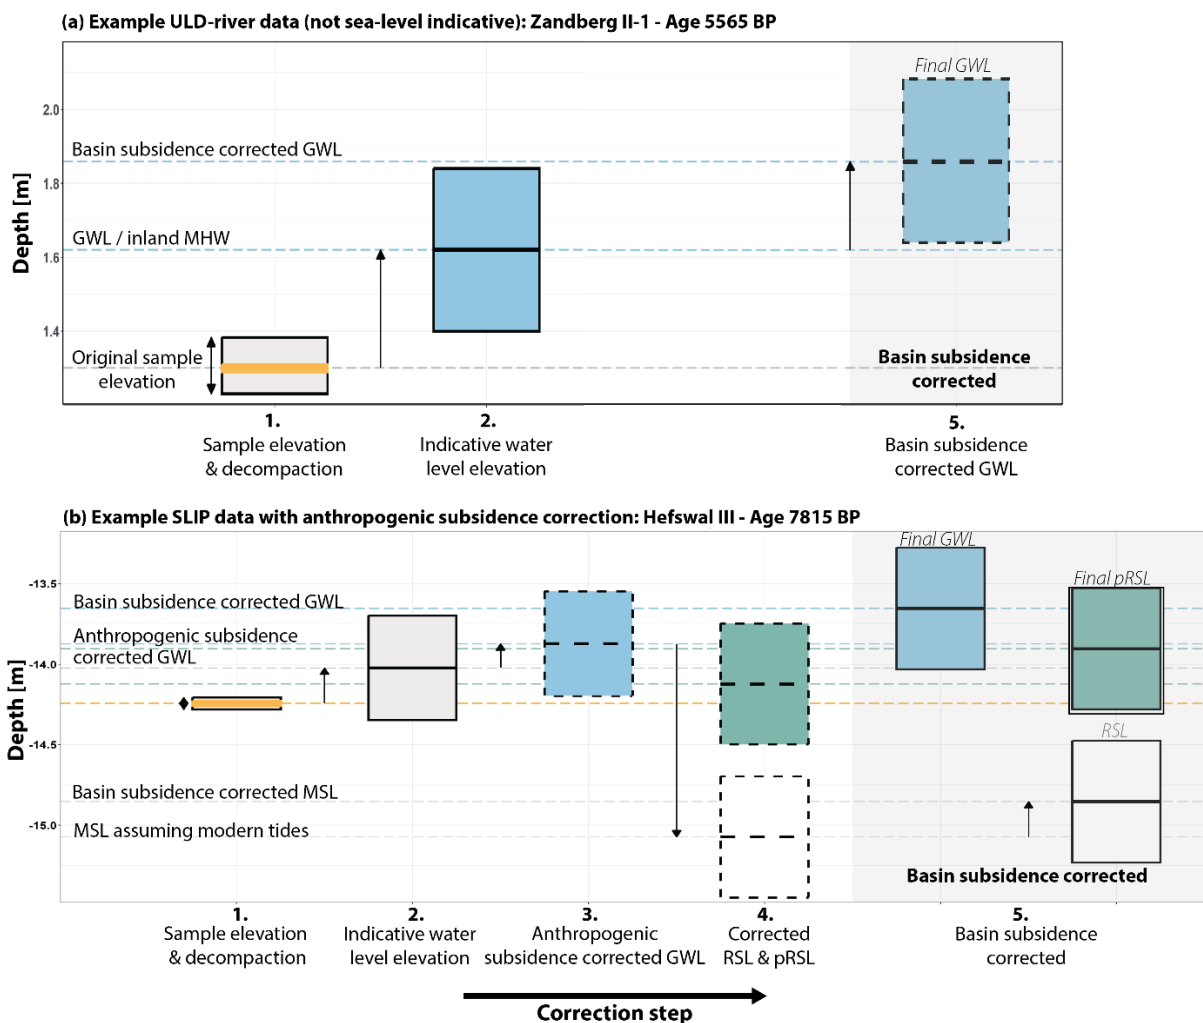 (a) Example ULD-river data (not sea-level indicative): Zandberg II-1 - Age 5565 BP
Final GWL
2.0
Basin subsidence corrected GWL
1.8
Depth [m]
GWL / inland MHW
1.6
1.4
Original sample
elevation
Basin subsidence
corrected
1.
2.
5.
Sample elevation
& decompaction
Indicative water
level elevation
Basin subsidence
corrected GWL
(b) Example SLIP data with anthropogenic subsidence correction: Hefswal III - Age 7815 BP
Final GWL
-13.5
Final pRSL
Basin subsidence corrected GWL
Anthropogenic subsidence
corrected GWL
-14.0
Depth [m]
-14.5
RSL
Basin subsidence corrected MSL
MSL assuming modern tides
-15.0
Basin subsidence corrected
1.
2.
3.
4.
5.
Sample elevation
& decompaction
Indicative water
level elevation
Anthropogenic
subsidence corrected GWL
Corrected
RSL & pRSL
Basin subsidence
corrected
Correction step